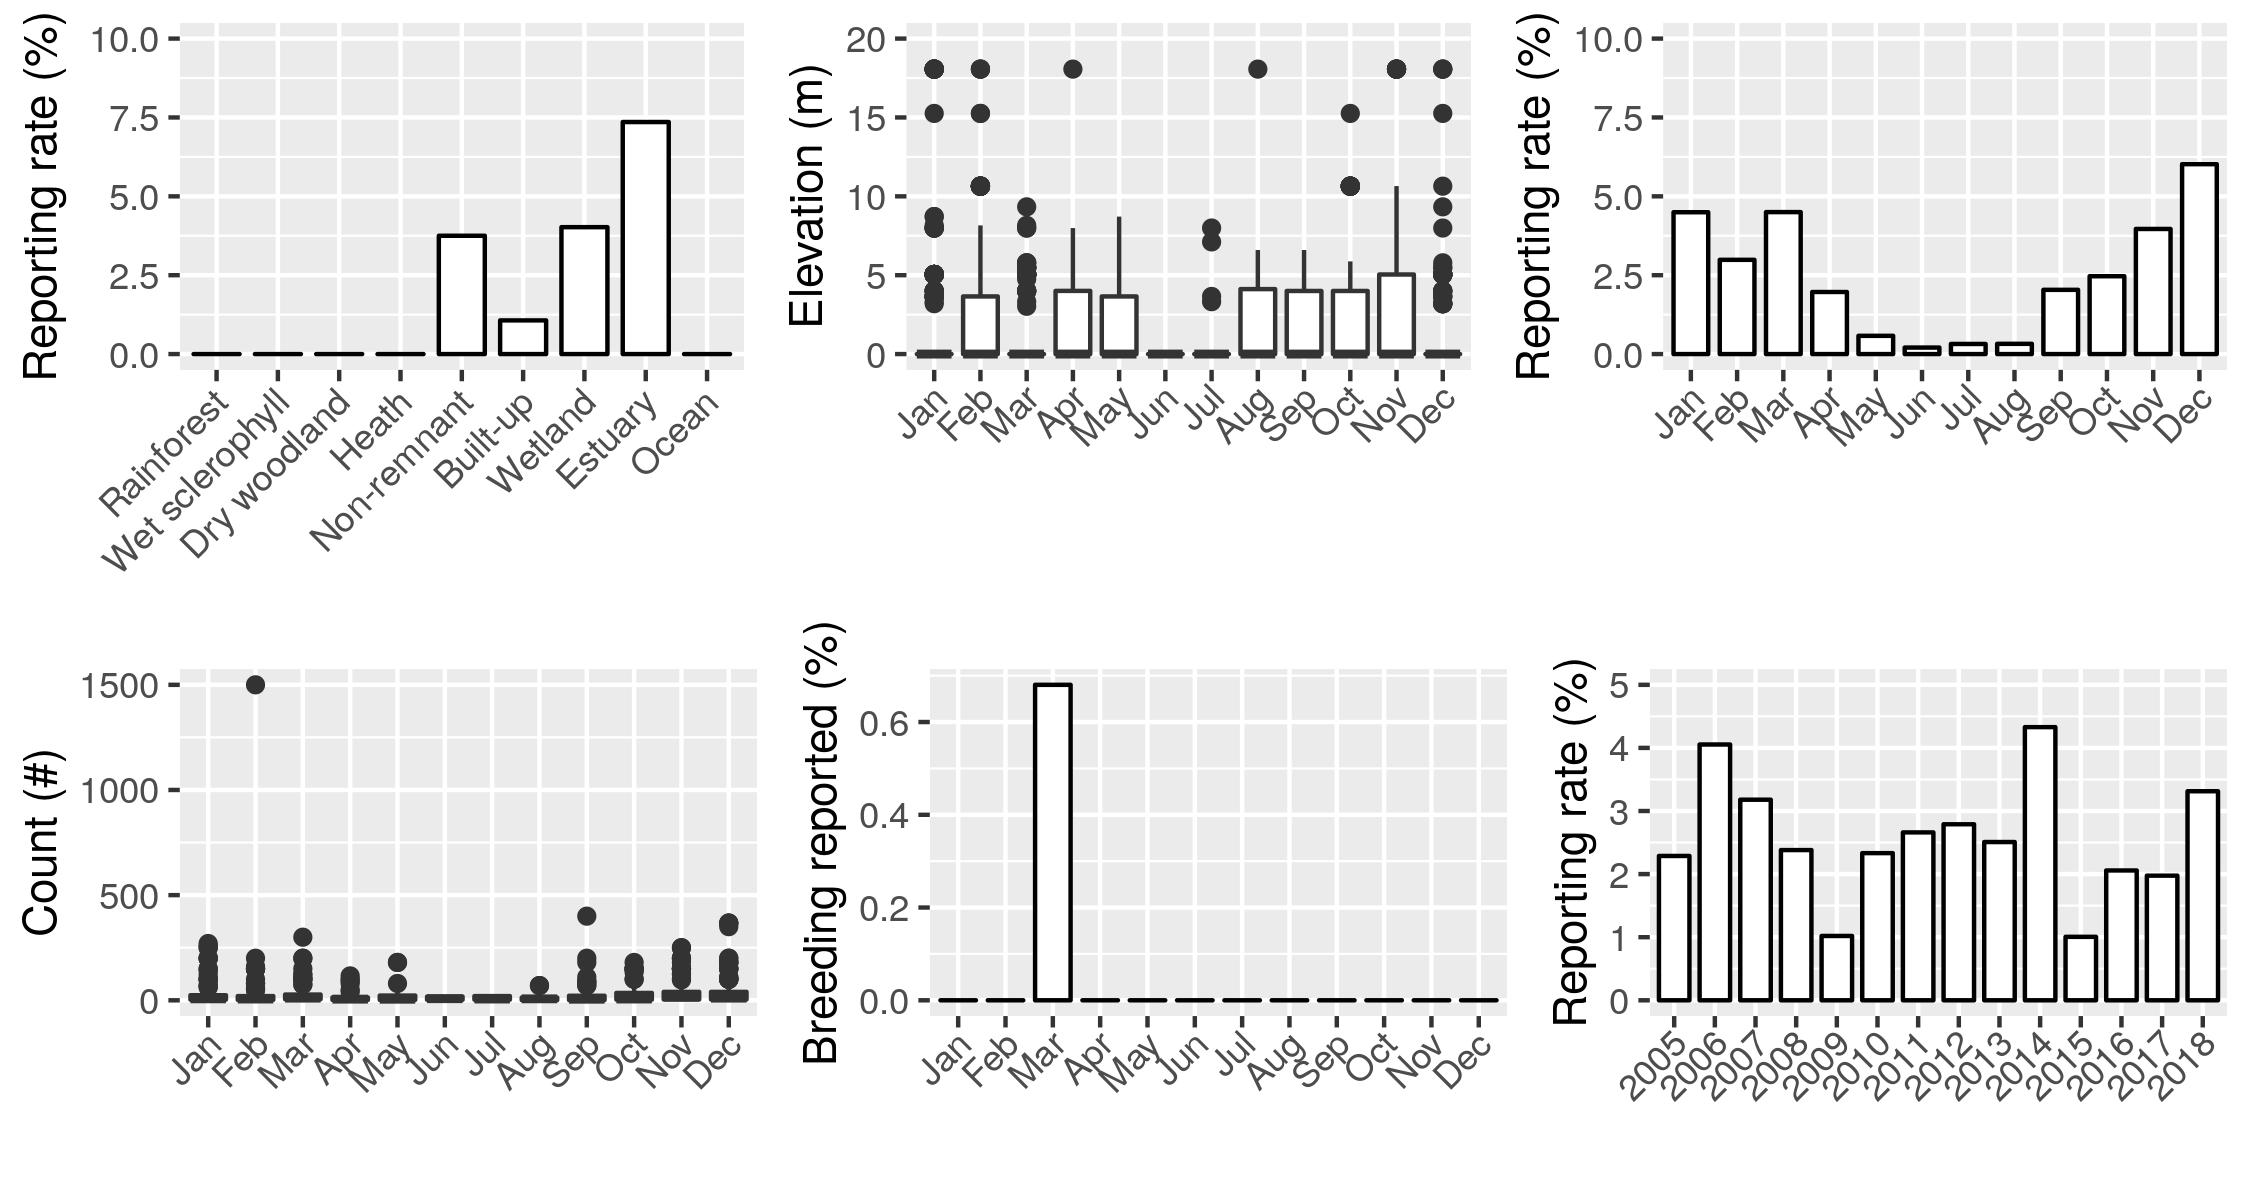 Reporting rate (%)
10.0
7.5
5.0
2.5
0.0
Rainforest
Wet sclerophyll
Dry woodland
Heath
Non-remnant
Built-up
Wetland
Estuary
Ocean
Elevation (m)
20
15
10
5
0
Jan
Feb
Mar
Apr
May
Jun
Jul
Aug
Sep
Oct
Nov
Dec
Reporting rate (%)
10.0
7.5
5.0
2.5
0.0
Jan
Feb
Mar
Apr
May
Jun
Jul
Aug
Sep
Oct
Nov
Dec
Count (#)
1500
1000
500
0
Jan
Feb
Mar
Apr
May
Jun
Jul
Aug
Sep
Oct
Nov
Dec
Breeding reported (%)
0.6
0.4
0.2
0.0
Jan
Feb
Mar
Apr
May
Jun
Jul
Aug
Sep
Oct
Nov
Dec
Reporting rate (%)
5
4
3
2
1
0
2005
2006
2007
2008
2009
2010
2011
2012
2013
2014
2015
2016
2017
2018